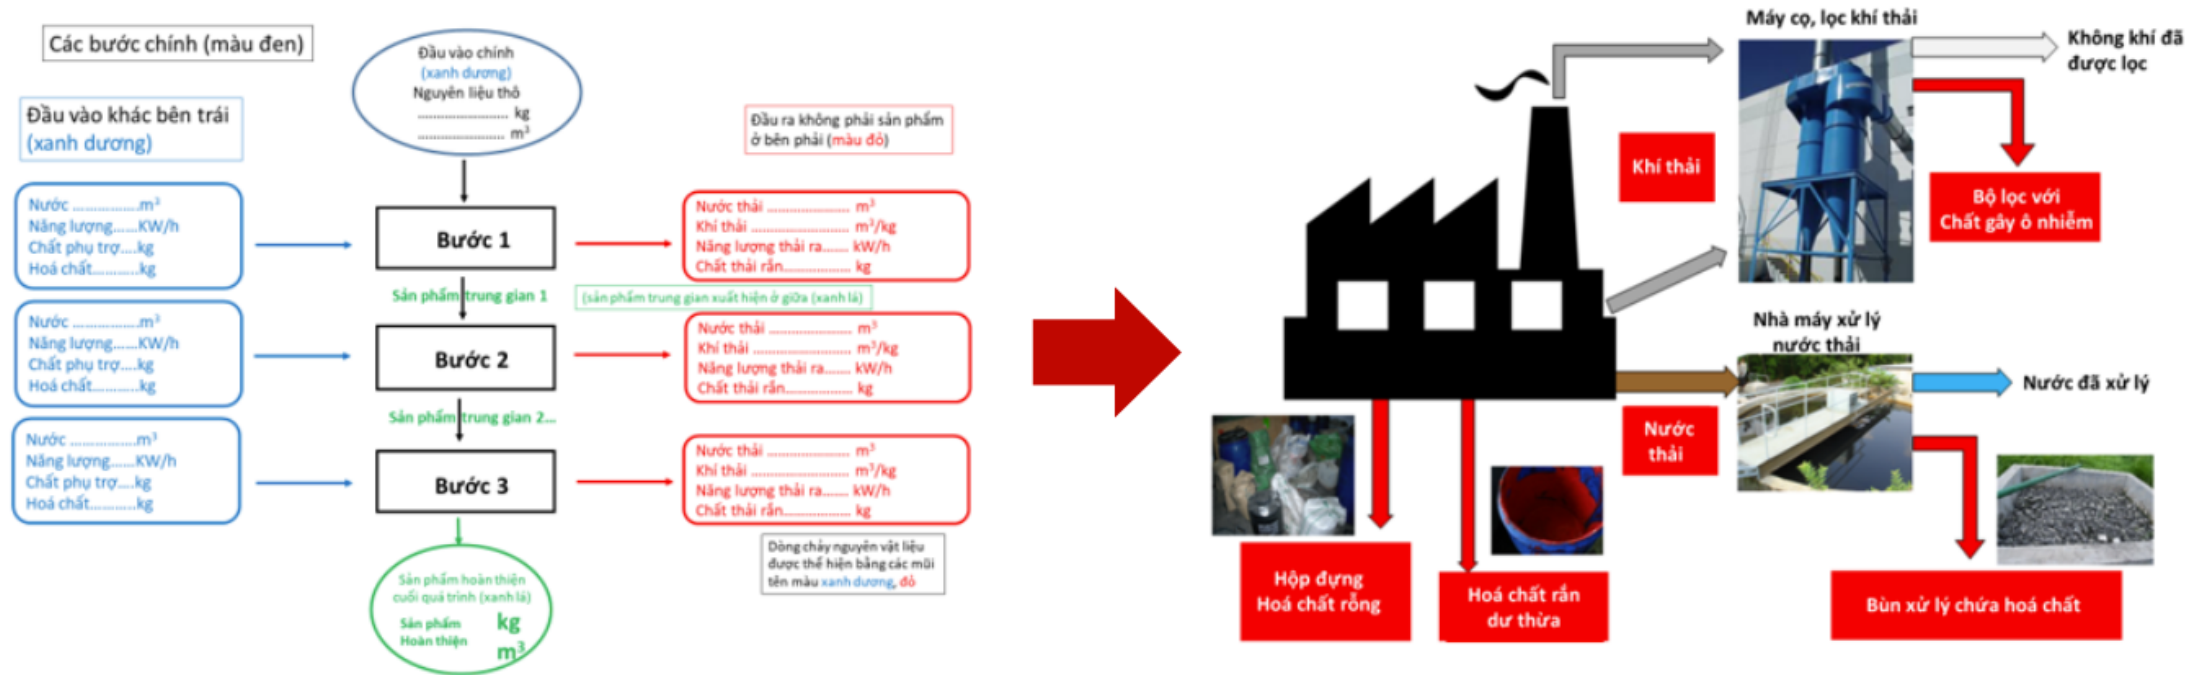 Các bước chính (màu đen)
Đầu vào khác bên trái
(xanh dương)
Đầu vào chính
(xanh dương)
Nguyên liệu thô
........................ kg
....................... m³
Đầu ra không phải sản phẩm
ở bên phải (màu đỏ)
Nước .................m³
Năng lượng......KW/h
Chất phụ trợ....kg
Hoá chất............kg
Bước 1
Nước thải ...................... m³
Khí thải .......................... m³/kg
Năng lượng thải ra....... kW/h
Chất thải rắn.................. kg
Sản phẩm trung gian 1
(sản phẩm trung gian xuất hiện ở giữa (xanh lá)
Nước .................m³
Năng lượng......KW/h
Chất phụ trợ....kg
Hoá chất............kg
Bước 2
Nước thải ...................... m³
Khí thải .......................... m³/kg
Năng lượng thải ra....... kW/h
Chất thải rắn.................. kg
Sản phẩm trung gian 2...
Nước .................m³
Năng lượng......KW/h
Chất phụ trợ....kg
Hoá chất............kg
Bước 3
Nước thải ...................... m³
Khí thải .......................... m³/kg
Năng lượng thải ra....... kW/h
Chất thải rắn.................. kg
Sản phẩm hoàn thiện
cuối quá trình (xanh lá)
Sản phẩm kg
Hoàn thiện
m³
Dòng chảy nguyên vật liệu
được thể hiện bằng các mũi
tên màu xanh dương, đỏ
Máy cọ, lọc khí thải
Không khí đã
được lọc
Khí thải
Bộ lọc với
Chất gây ô nhiễm
Nhà máy xử lý
nước thải
Nước đã xử lý
Nước
thải
Hộp đựng
Hoá chất rỗng
Hoá chất rắn
dư thừa
Bùn xử lý chứa hoá chất